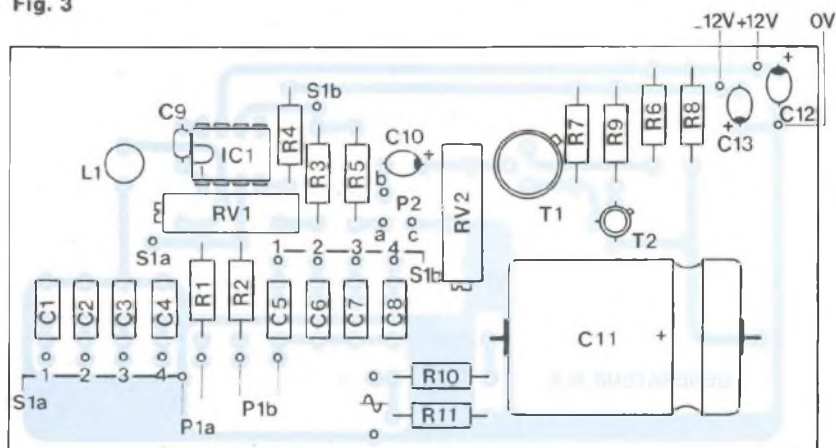 Fig. 3
-12V +12V 0V
S1b
C9
R4
R7
R9
R6
R8
C12
C13
L1
IC1
R3
R5
C10
+
+
+
b
P2
a
c
RV1
RV2
T1
T2
S1a
1 2 3 4
S1b
C1
C2
C3
C4
R1
R2
C5
C6
C7
C8
C11 +
1 2 3 4
S1a
P1a
P1b
R10
R11